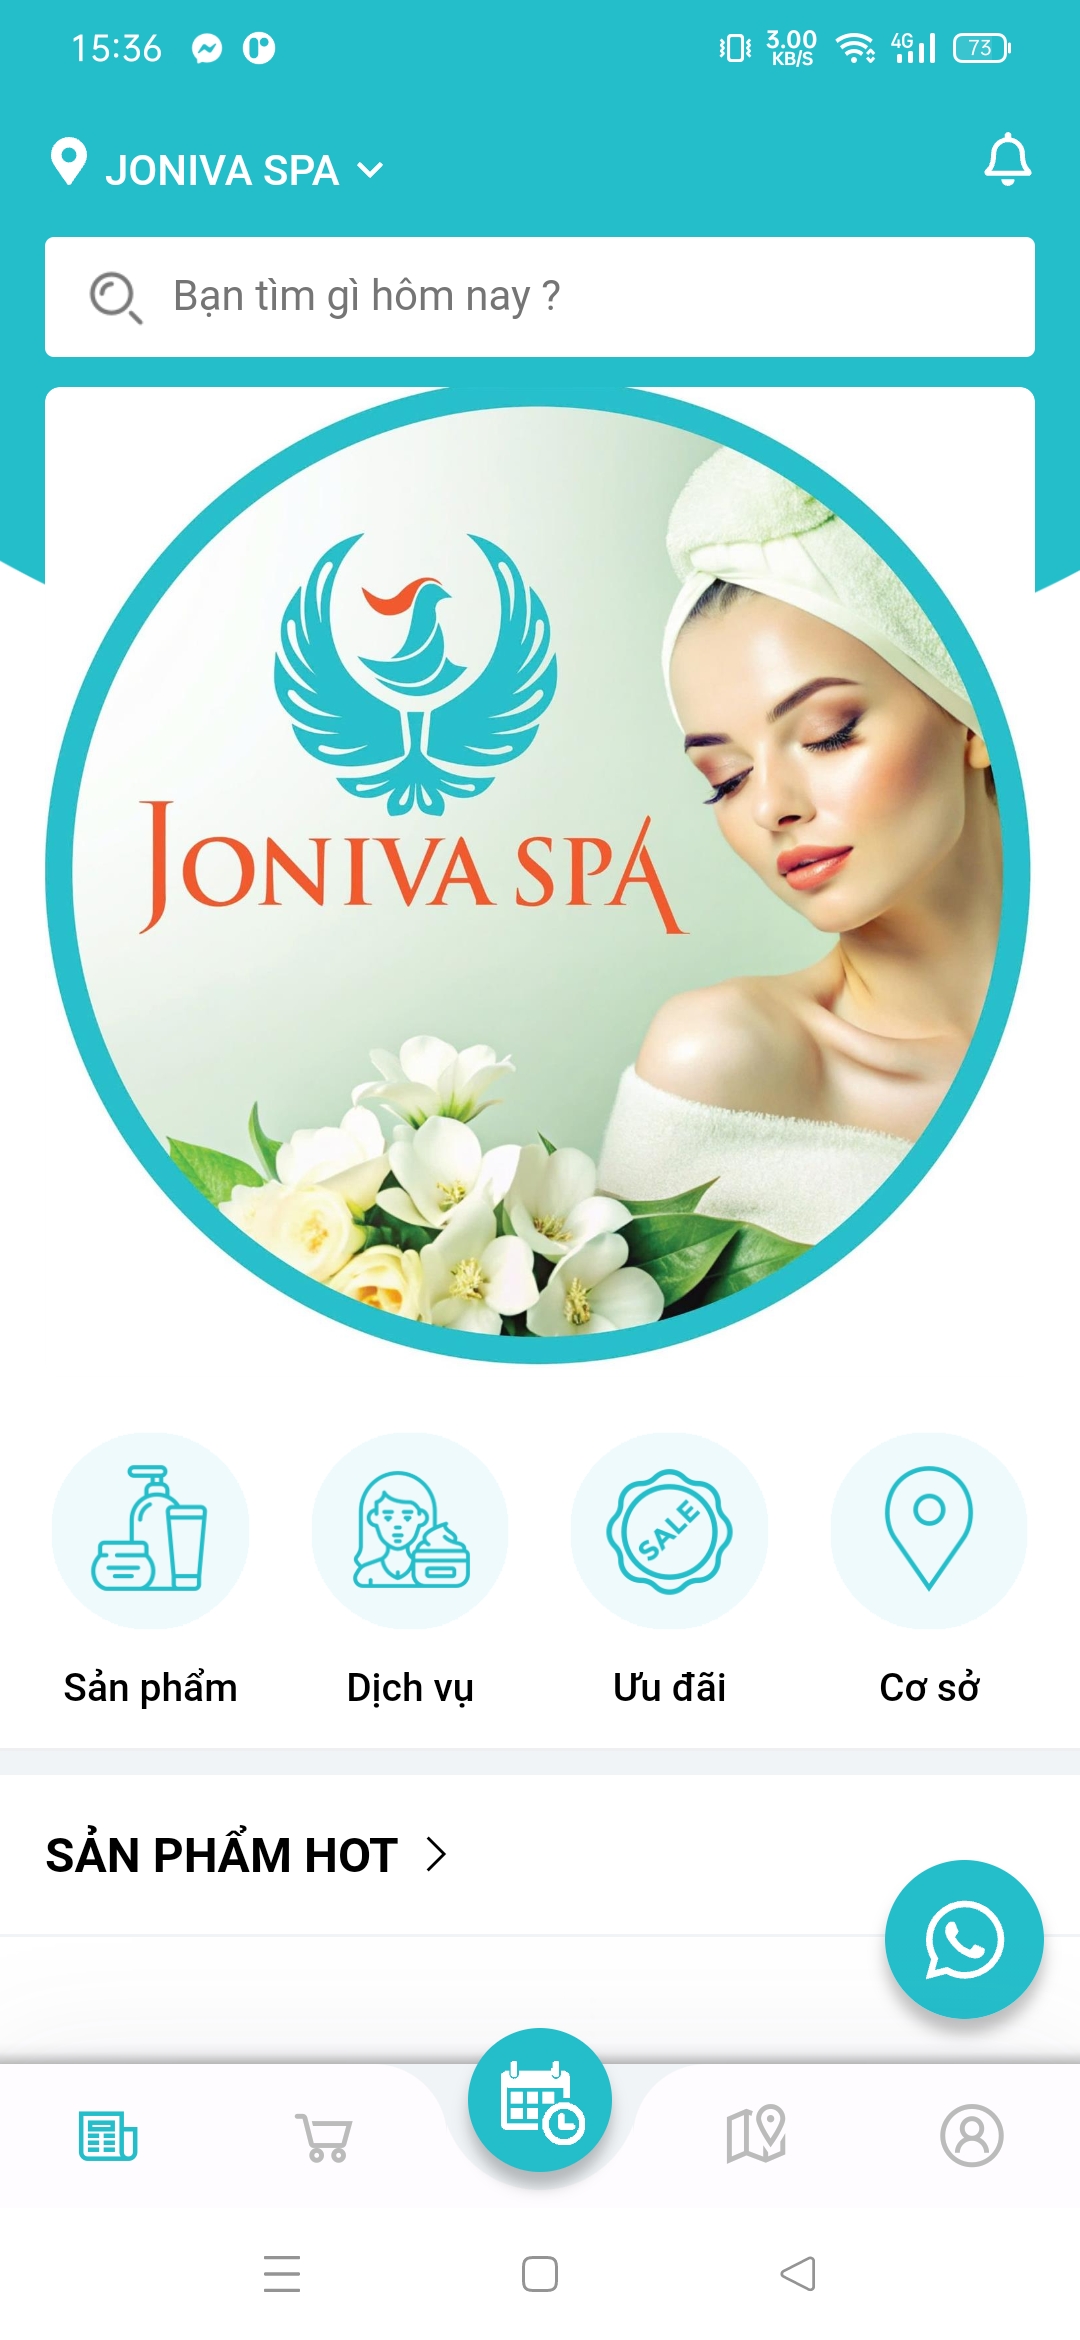 15:36
3.00
KB/S
4G
73
JONIVA SPA
Bạn tìm gì hôm nay ?
JONIVA SPA
SALE
Sản phẩm
Dịch vụ
Ưu đãi
Cơ sở
SẢN PHẨM HOT